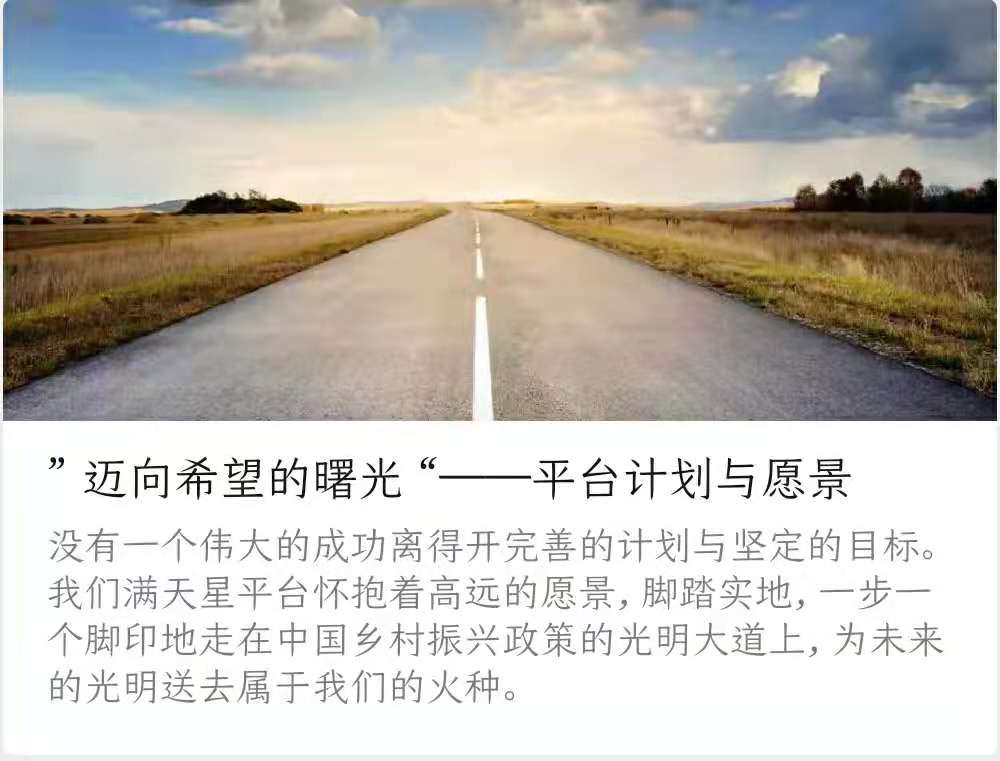 ”迈向希望的曙光“——平台计划与愿景
没有一个伟大的成功离得开完善的计划与坚定的目标。
我们满天星平台怀抱着高远的愿景,脚踏实地,一步一
个脚印地走在中国乡村振兴政策的光明大道上,为未来
的光明送去属于我们的火种。